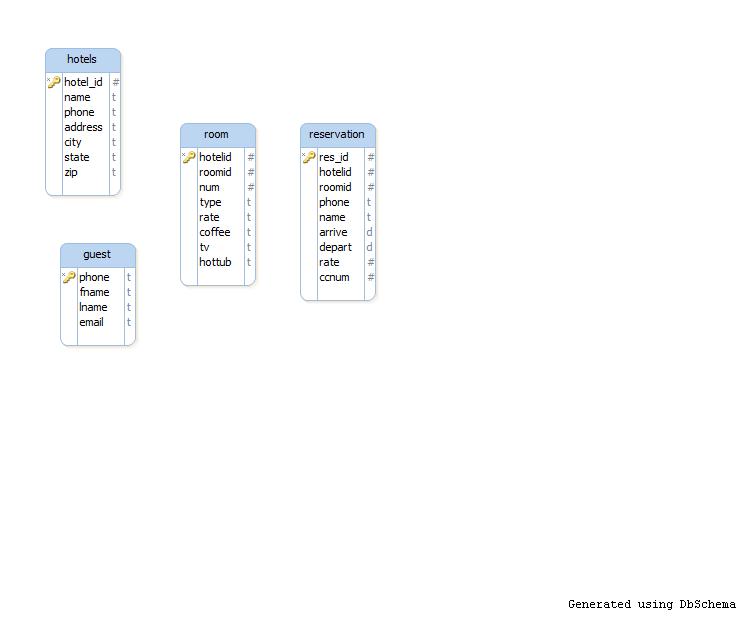 hotels
hotel_id #
name t
phone t
address t
city t
state t
zip t
guest
phone t
fname t
lname t
email t
room
hotelid #
roomid #
num #
type t
rate t
coffee t
tv t
hottub t
reservation
res_id #
hotelid #
roomid #
phone t
name t
arrive d
depart d
rate #
ccnum #
Generated using DbSchema